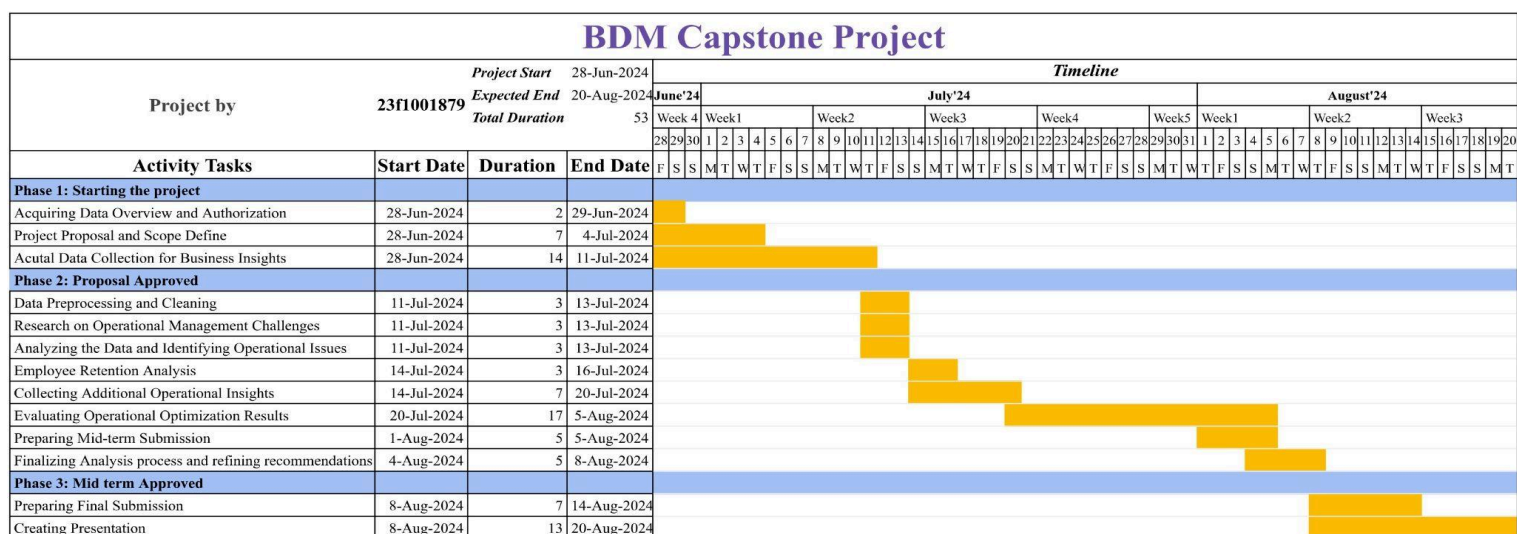 BDM Capstone Project
Project by 23f1001879
Project Start 28-Jun-2024
Expected End 20-Aug-2024
Total Duration 53
Timeline
June'24 July'24 August'24
Week 4 Week1 Week2 Week3 Week4 Week5 Week1 Week2 Week3
28 29 30 1 2 3 4 5 6 7 8 9 10 11 12 13 14 15 16 17 18 19 20 21 22 23 24 25 26 27 28 29 30 31 1 2 3 4 5 6 7 8 9 10 11 12 13 14 15 16 17 18 19 20
Activity Tasks Start Date Duration End Date F S S M T W T F S S M T W T F S S M T W T F S S M T W T F S S M T W T F S S M T W T F S S M T W T F S S M T
Phase 1: Starting the project
Acquiring Data Overview and Authorization 28-Jun-2024 2 29-Jun-2024
Project Proposal and Scope Define 28-Jun-2024 7 4-Jul-2024
Acutal Data Collection for Business Insights 28-Jun-2024 14 11-Jul-2024
Phase 2: Proposal Approved
Data Preprocessing and Cleaning 11-Jul-2024 3 13-Jul-2024
Research on Operational Management Challenges 11-Jul-2024 3 13-Jul-2024
Analyzing the Data and Identifying Operational Issues 11-Jul-2024 3 13-Jul-2024
Employee Retention Analysis 14-Jul-2024 3 16-Jul-2024
Collecting Additional Operational Insights 14-Jul-2024 7 20-Jul-2024
Evaluating Operational Optimization Results 20-Jul-2024 17 5-Aug-2024
Preparing Mid-term Submission 1-Aug-2024 5 5-Aug-2024
Finalizing Analysis process and refining recommendations 4-Aug-2024 5 8-Aug-2024
Phase 3: Mid term Approved
Preparing Final Submission 8-Aug-2024 7 14-Aug-2024
Creating Presentation 8-Aug-2024 13 20-Aug-2024